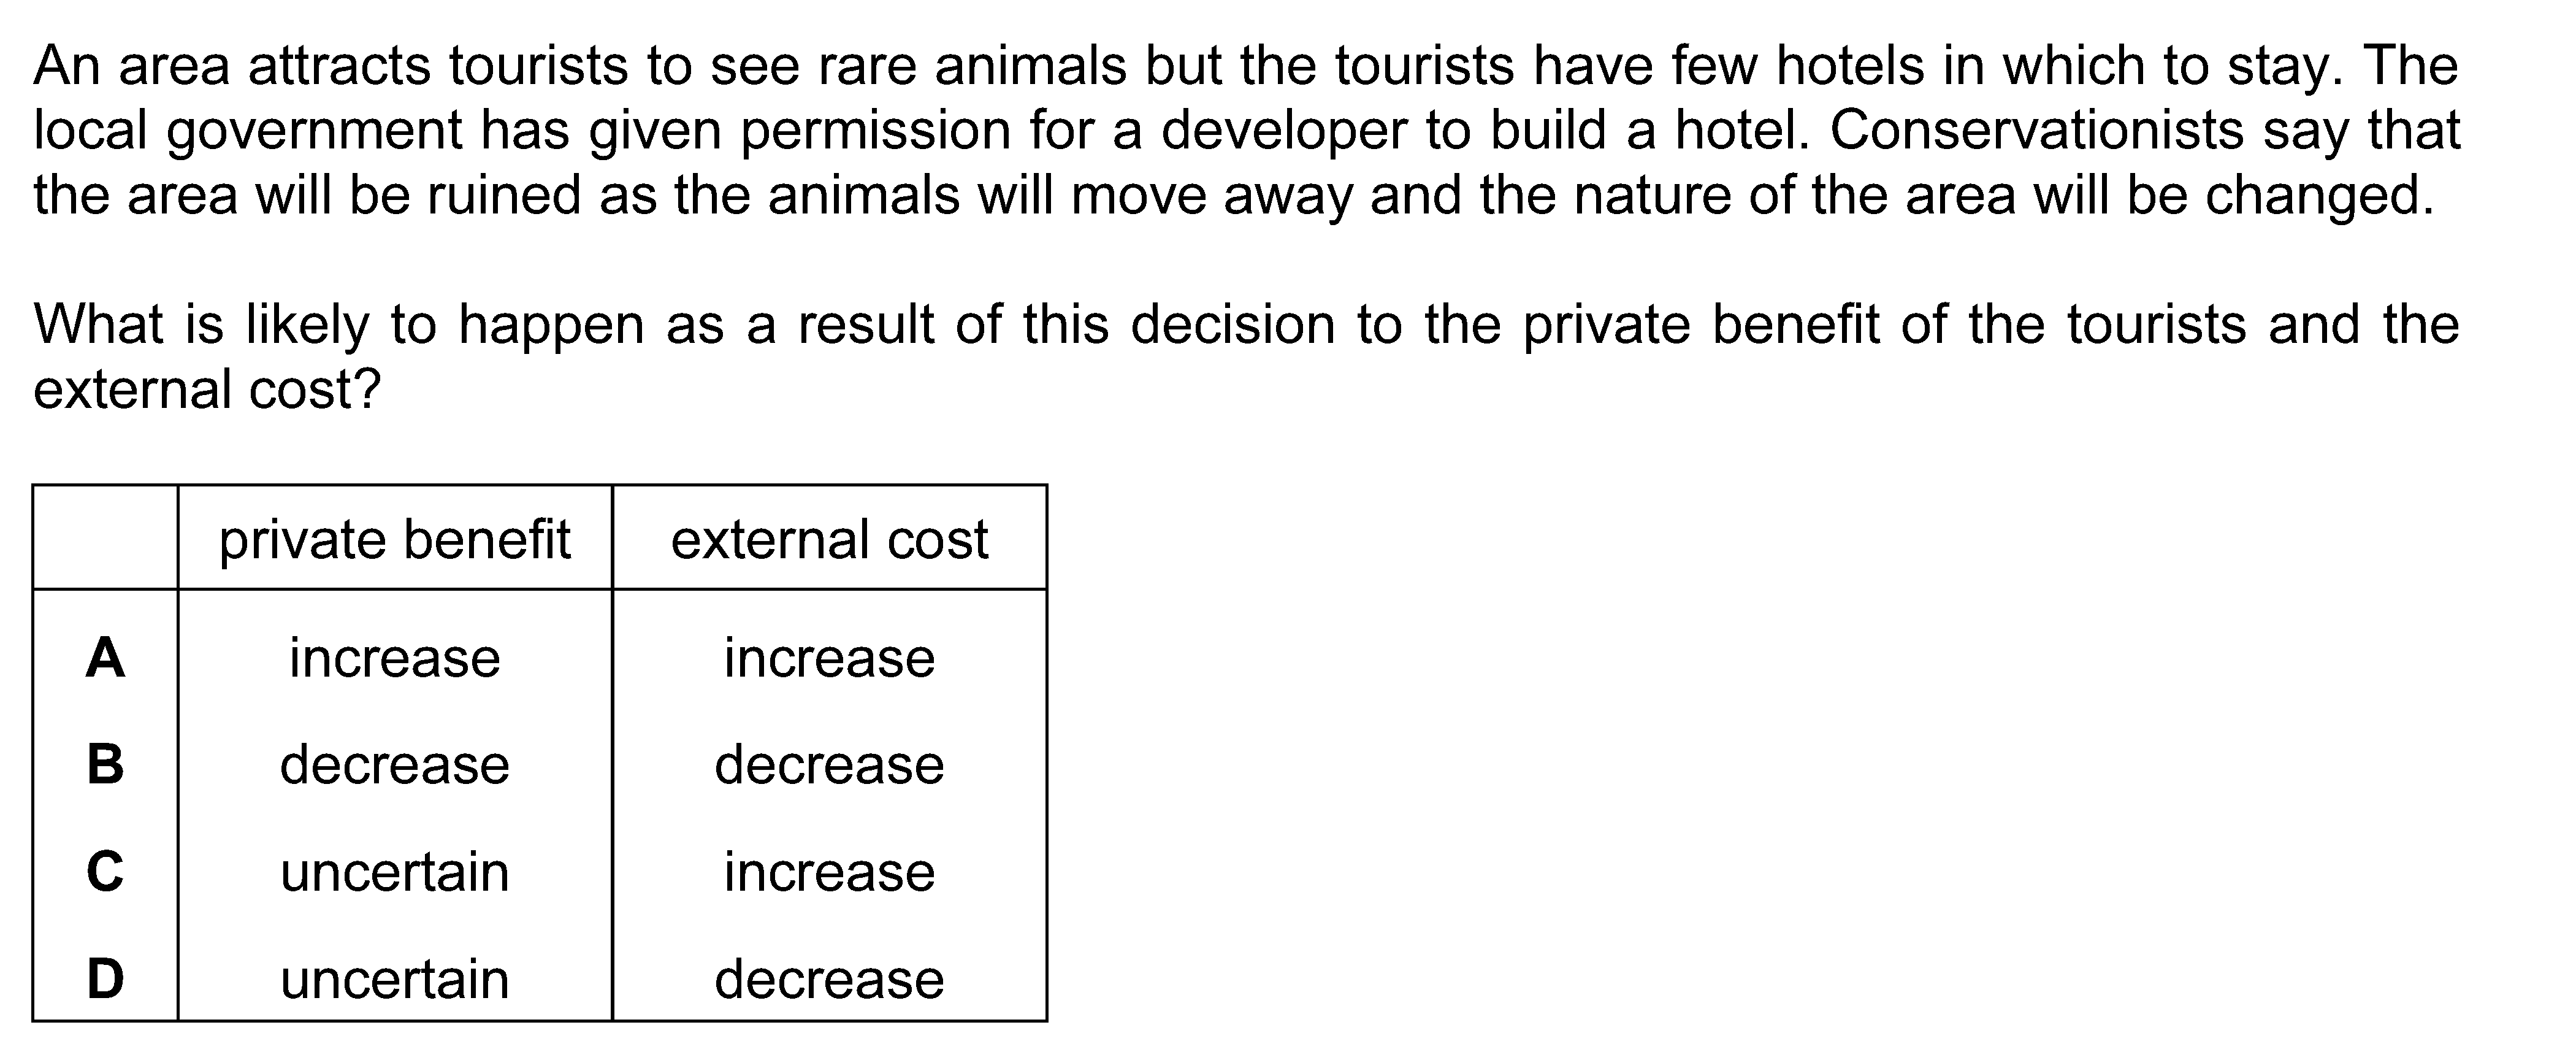 An area attracts tourists to see rare animals but the tourists have few hotels in which to stay. The
local government has given permission for a developer to build a hotel. Conservationists say that
the area will be ruined as the animals will move away and the nature of the area will be changed.
What is likely to happen as a result of this decision to the private benefit of the tourists and the
external cost?
private benefit external cost
A increase increase
B decrease decrease
C uncertain increase
D uncertain decrease